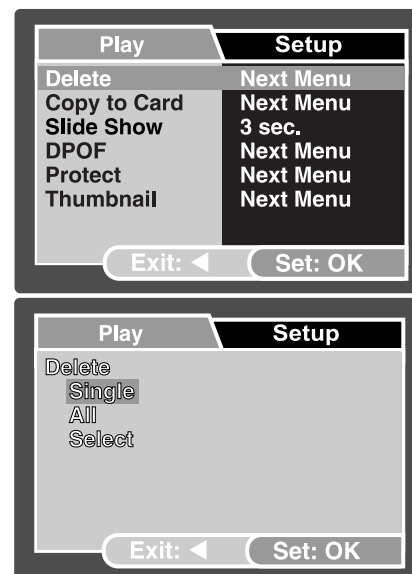 Play Setup
Delete Next Menu
Copy to Card Next Menu
Slide Show 3 sec.
DPOF Next Menu
Protect Next Menu
Thumbnail Next Menu
Exit: ◀ Set: OK
Play Setup
Delete
Single
All
Select
Exit: ◀ Set: OK